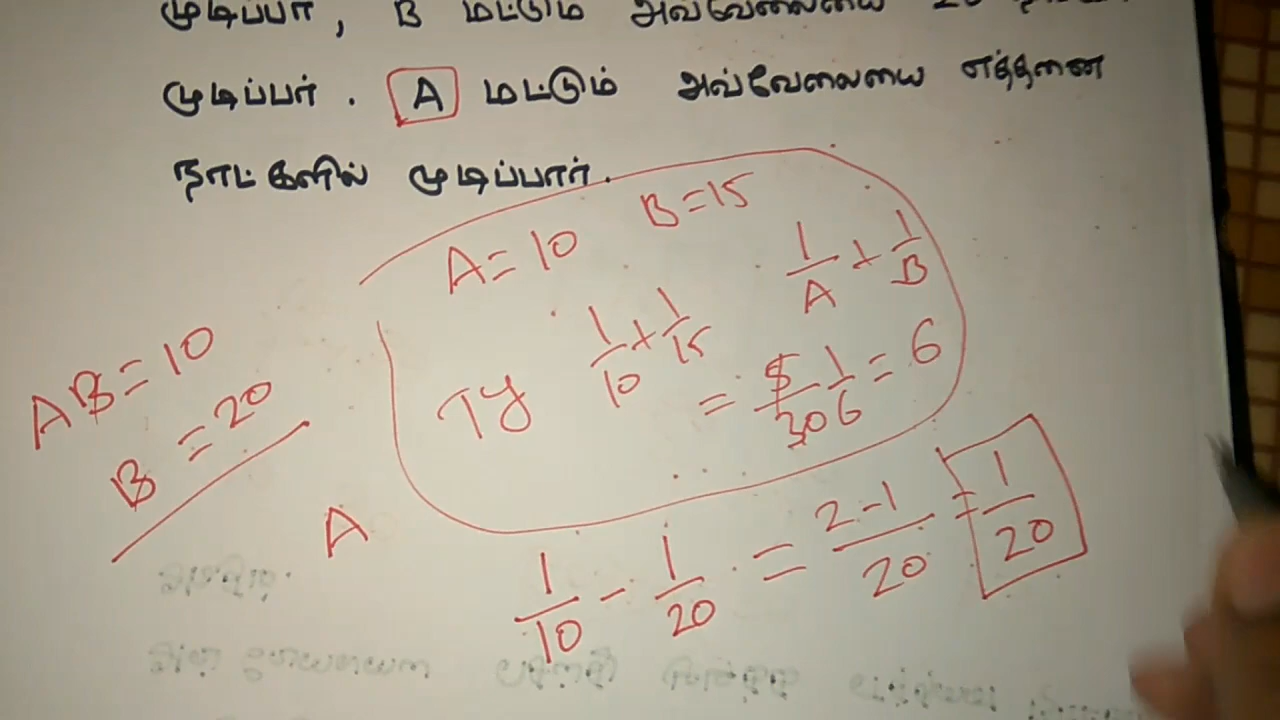 முடிப்பர், B மட்டும் அவ்வேலையை 20
முடிப்பர். A மட்டும் அவ்வேலையை எத்தனை
நாட்களில் முடிப்பார்.
A=10 B=15
1/A + 1/B
1/10 + 1/15
= 5/30 1/6 = 6
AB=10
B=20
A
1/10 - 1/20 = 2-1/20 = 1/20